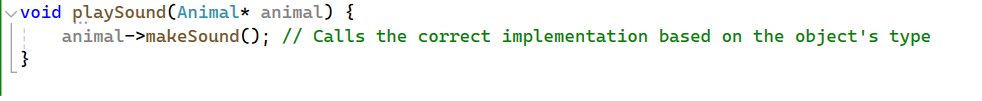 void playSound(Animal* animal) {
    animal->makeSound(); // Calls the correct implementation based on the object's type
}